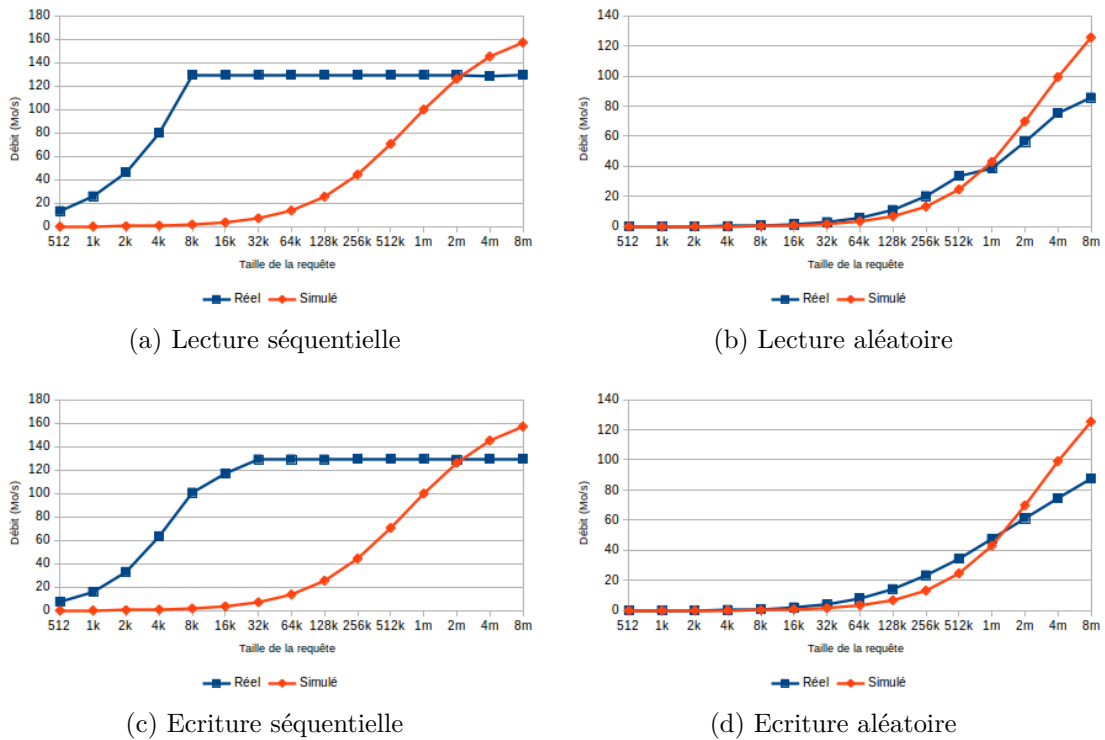 180
160
140
120
100
80
60
40
20
0
Débit (Mo/s)
512 1k 2k 4k 8k 16k 32k 64k 128k 256k 512k 1m 2m 4m 8m
Taille de la requête
Réel Simulé
(a) Lecture séquentielle
140
120
100
80
60
40
20
0
Débit (Mo/s)
512 1k 2k 4k 8k 16k 32k 64k 128k 256k 512k 1m 2m 4m 8m
Taille de la requête
Réel Simulé
(b) Lecture aléatoire
180
160
140
120
100
80
60
40
20
0
Débit (Mo/s)
512 1k 2k 4k 8k 16k 32k 64k 128k 256k 512k 1m 2m 4m 8m
Taille de la requête
Réel Simulé
(c) Ecriture séquentielle
140
120
100
80
60
40
20
0
Débit (Mo/s)
512 1k 2k 4k 8k 16k 32k 64k 128k 256k 512k 1m 2m 4m 8m
Taille de la requête
Réel Simulé
(d) Ecriture aléatoire